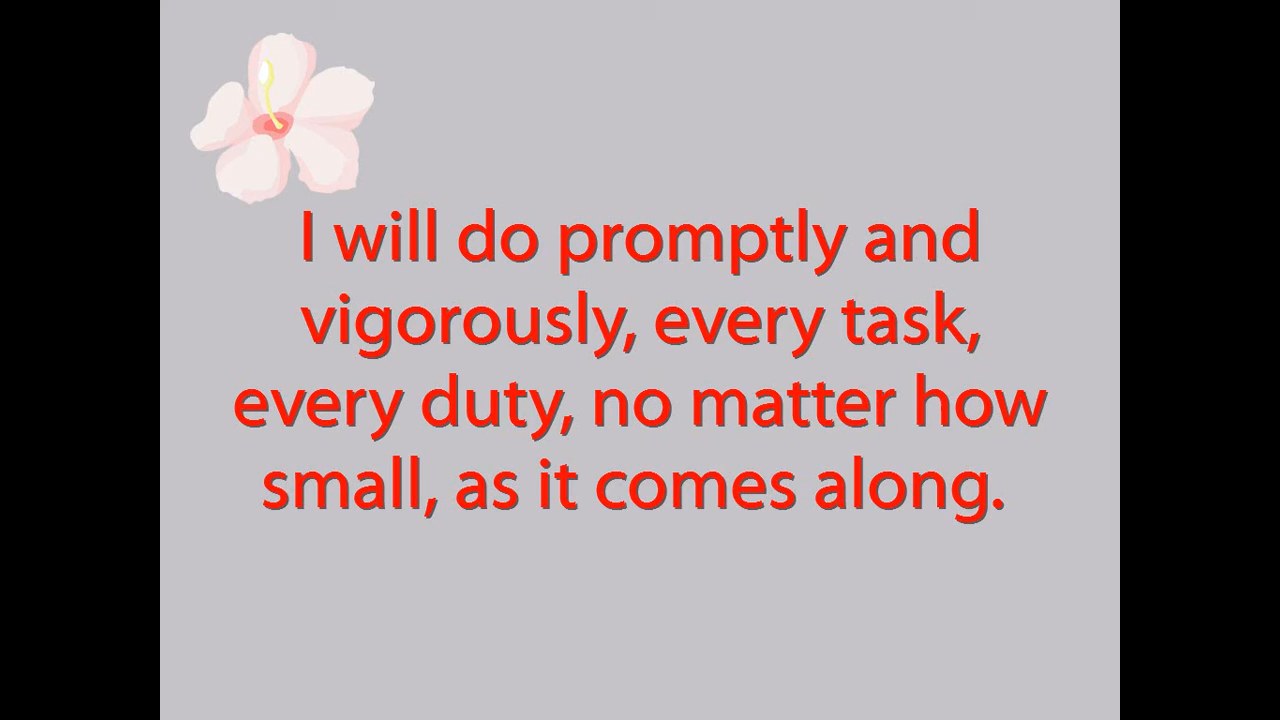 I will do promptly and
vigorously, every task,
every duty, no matter how
small, as it comes along.